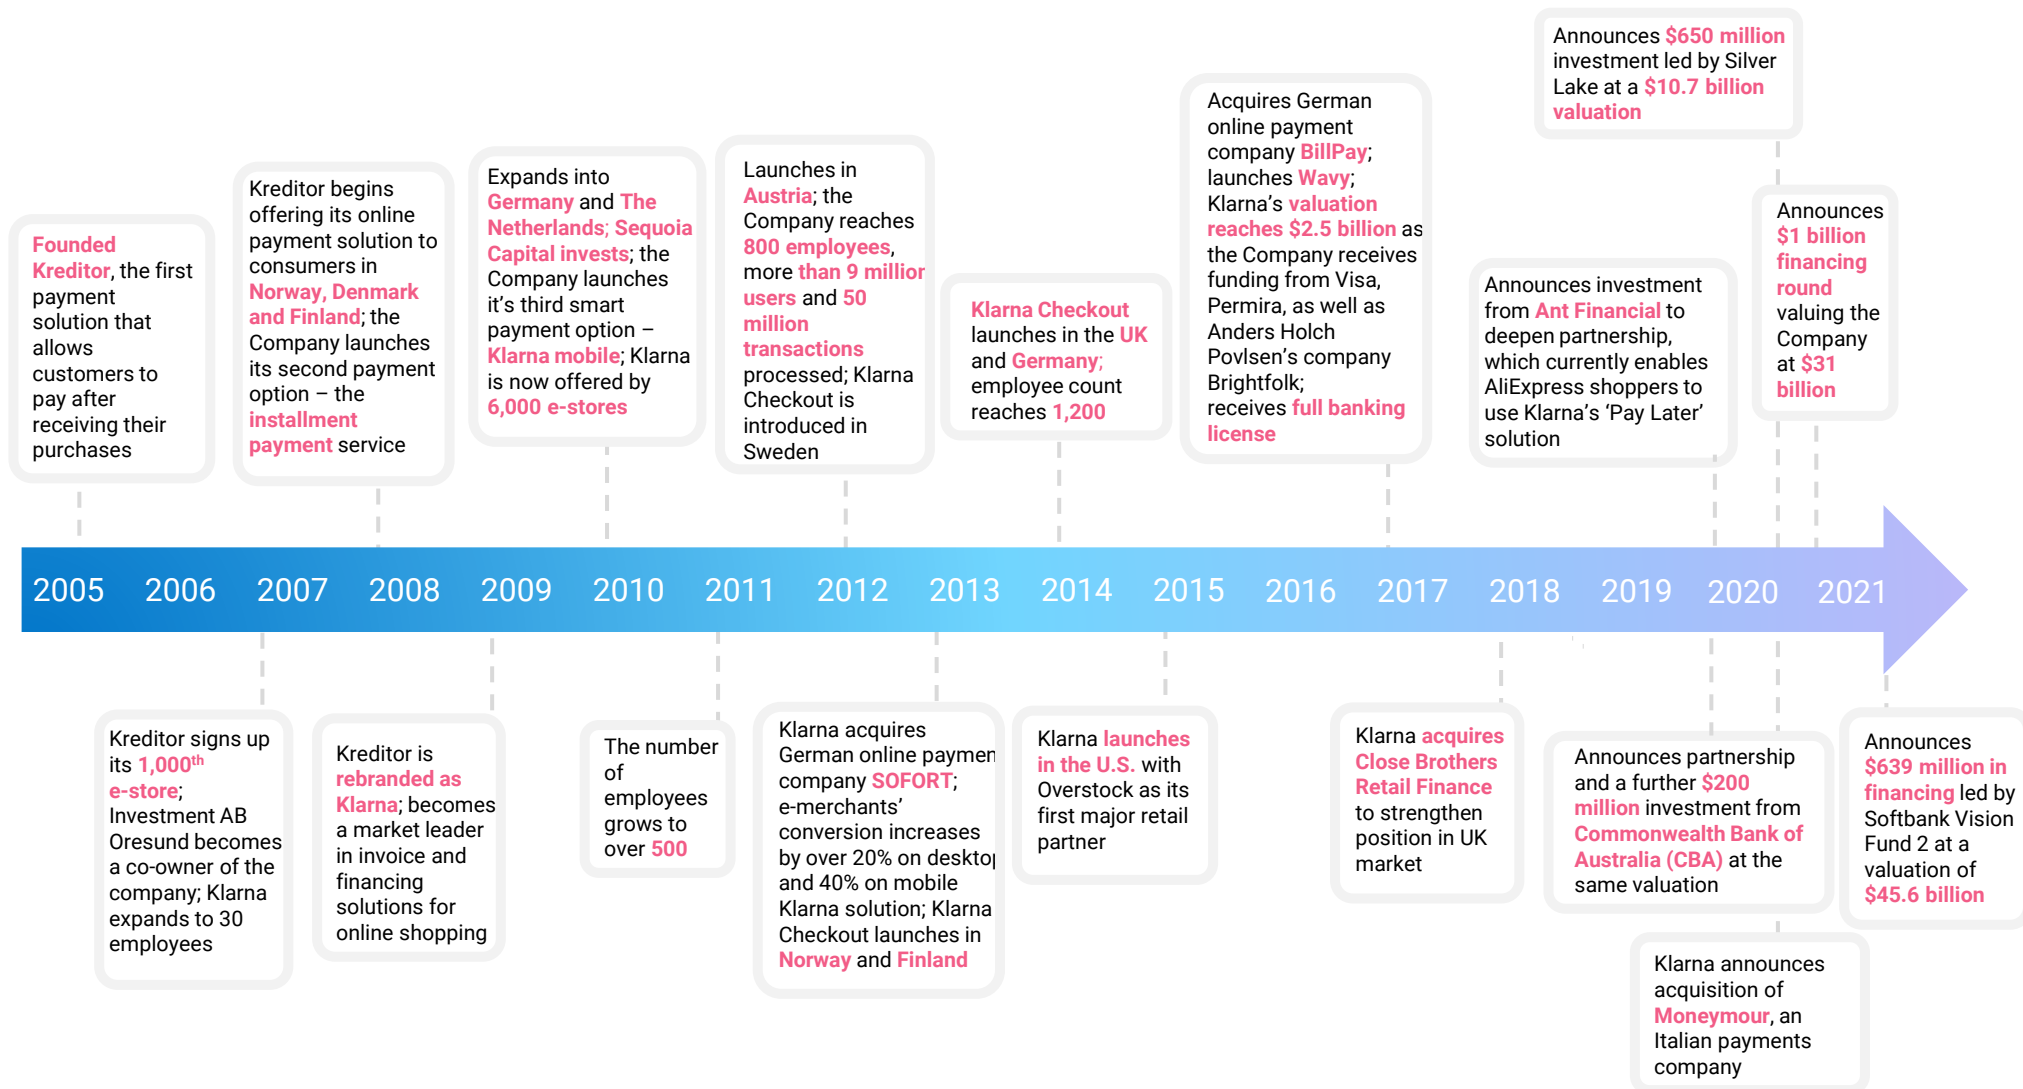 Founded
Kreditor, the first
payment
solution that
allows
customers to
pay after
receiving their
purchases
Kreditor begins
offering its online
payment solution to
consumers in
Norway, Denmark
and Finland; the
Company launches
its second payment
option – the
installment
payment service
Expands into
Germany and The
Netherlands; Sequoia
Capital invests; the
Company launches
it’s third smart
payment option –
Klarna mobile; Klarna
is now offered by
6,000 e-stores
Launches in
Austria; the
Company reaches
800 employees,
more than 9 million
users and 50
million
transactions
processed; Klarna
Checkout is
introduced in
Sweden
Klarna Checkout
launches in the UK
and Germany;
employee count
reaches 1,200
Acquires German
online payment
company BillPay;
launches Wavy;
Klarna’s valuation
reaches $2.5 billion as
the Company receives
funding from Visa,
Permira, as well as
Anders Holch
Povlsen’s company
Brightfolk;
receives full banking
license
Announces investment
from Ant Financial to
deepen partnership,
which currently enables
AliExpress shoppers to
use Klarna’s ‘Pay Later’
solution
Announces $650 million
investment led by Silver
Lake at a $10.7 billion
valuation
Announces
$1 billion
financing
round
valuing the
Company
at $31
billion
2005 2006 2007 2008 2009 2010 2011 2012 2013 2014 2015 2016 2017 2018 2019 2020 2021
Kreditor signs up
its 1,000th
e-store;
Investment AB
Oresund becomes
a co-owner of the
company; Klarna
expands to 30
employees
Kreditor is
rebranded as
Klarna; becomes
a market leader
in invoice and
financing
solutions for
online shopping
The number
of
employees
grows to
over 500
Klarna acquires
German online paymen
company SOFORT;
e-merchants’
conversion increases
by over 20% on desktop
and 40% on mobile
Klarna solution; Klarna
Checkout launches in
Norway and Finland
Klarna launches
in the U.S. with
Overstock as its
first major retail
partner
Klarna acquires
Close Brothers
Retail Finance
to strengthen
position in UK
market
Announces partnership
and a further $200
million investment from
Commonwealth Bank of
Australia (CBA) at the
same valuation
Klarna announces
acquisition of
Moneymour, an
Italian payments
company
Announces
$639 million in
financing led by
Softbank Vision
Fund 2 at a
valuation of
$45.6 billion